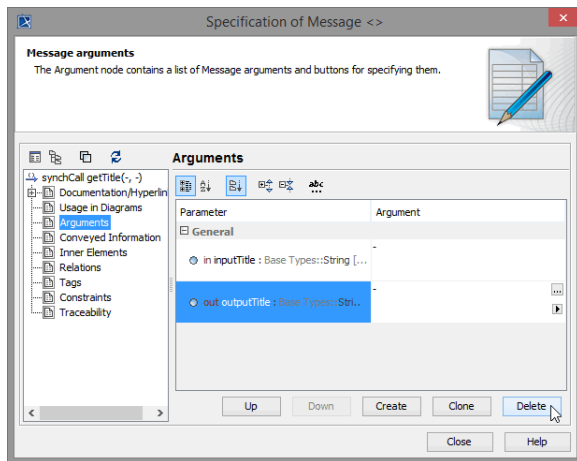 Specification of Message <>
Message arguments
The Argument node contains a list of Message arguments and buttons for specifying them.
Arguments
synchCall getTitle(-, -)
Documentation/Hyperlin
Usage in Diagrams
Arguments
Conveyed Information
Inner Elements
Relations
Tags
Constraints
Traceability
abc
Parameter Argument
General
in inputTitle : Base Types::String [... -
out outputTitle : Base Types::Stri... -
...
Up Down Create Clone Delete
Close Help